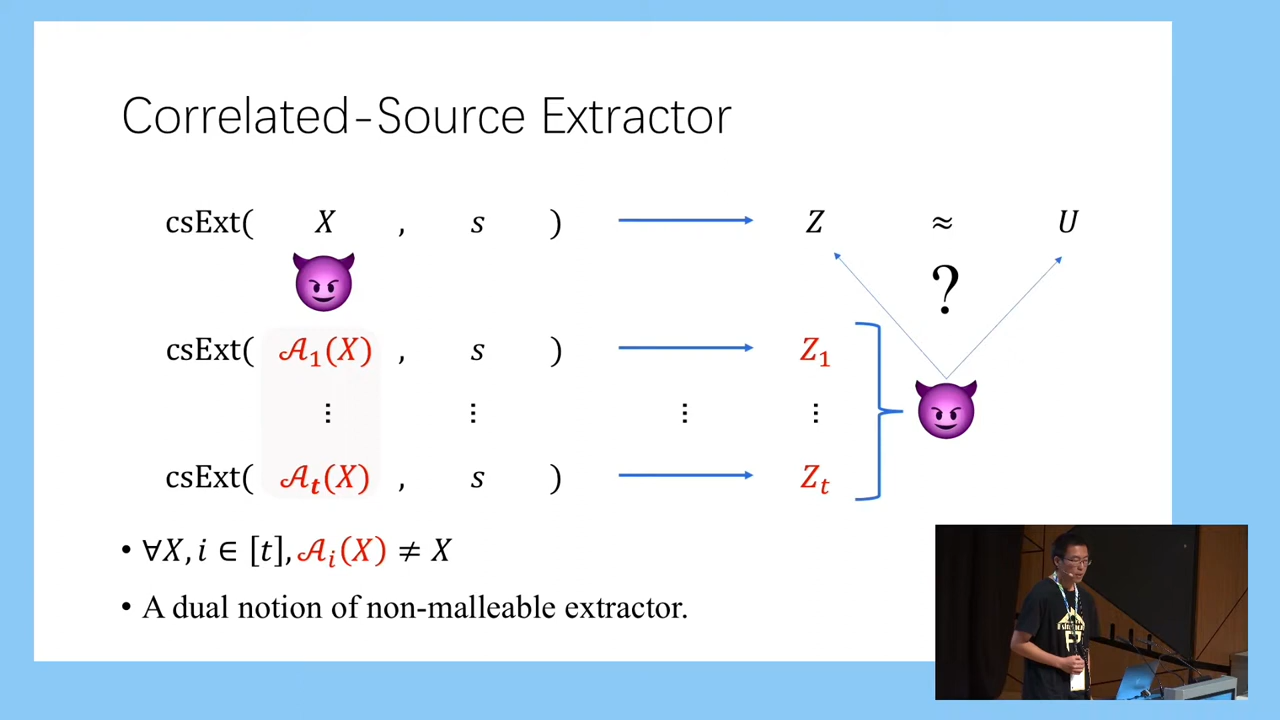 Correlated-Source Extractor
csExt( X , s ) Z ≈ U
?
csExt( 𝒜₁(X) , s ) Z₁
⋮ ⋮ ⋮ ⋮
csExt( 𝒜ₜ(X) , s ) Zₜ
• ∀X, i ∈ [t], 𝒜ᵢ(X) ≠ X
• A dual notion of non-malleable extractor.